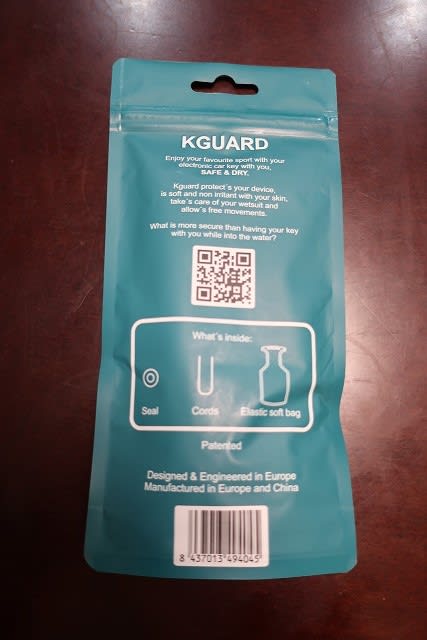 KGUARD
Enjoy your favourite sport with your
electronic car key with you,
SAFE & DRY.
Kguard protect´s your device,
is soft and non irritant with your skin,
take´s care of your wetsuit and
allow´s free movements.
What is more secure than having your key
with you while into the water?
What´s inside:
Seal Cords Elastic soft bag
Patented
Designed & Engineered in Europe
Manufactured in Europe and China
8 437013 494045